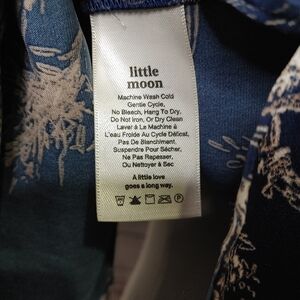 little
moon
Machine Wash Cold
Gentle Cycle,
No Bleach, Hang To Dry,
Do Not Iron, Or Dry Clean
Laver à La Machine à
L'eau Froide Au Cycle Délicat,
Pas De Blanchiment,
Suspendre Pour Sécher,
Ne Pas Repasser,
Ou Nettoyer à Sec
A little love
goes a long way.